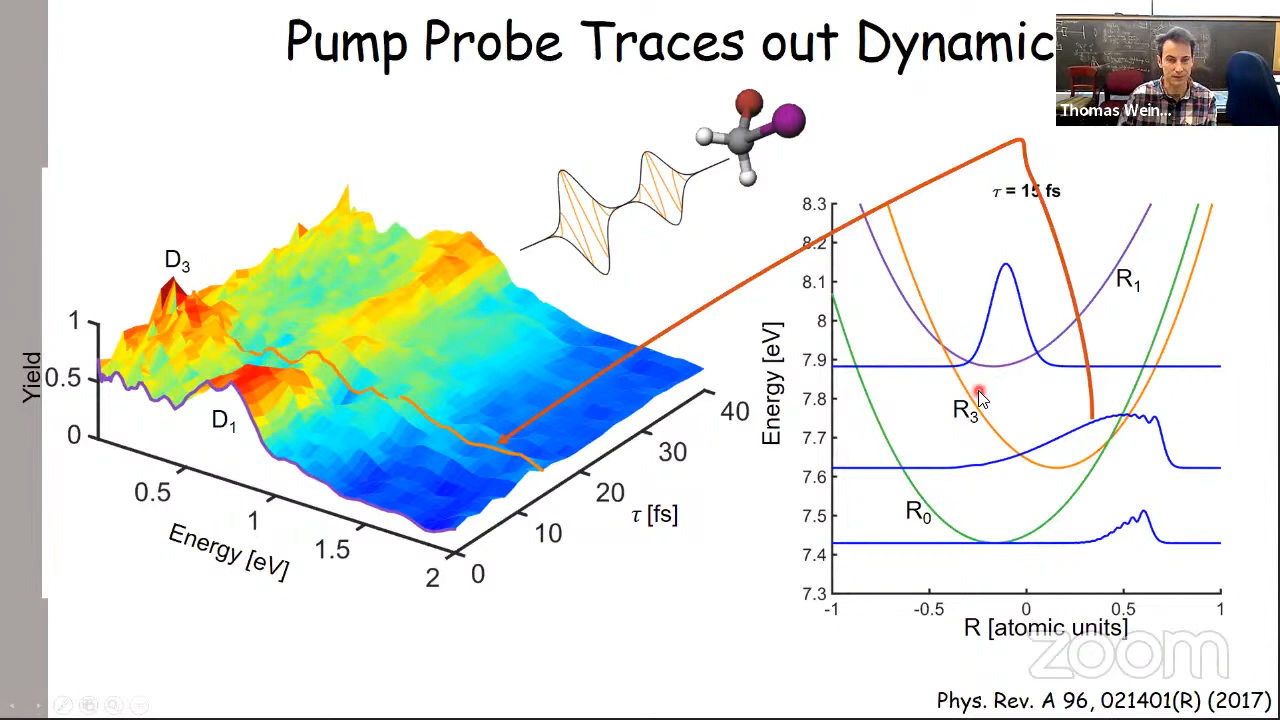 Pump Probe Traces out Dynamic
Thomas Wein...
D3
D1
Yield
1
0.5
0
0.5
1
1.5
2
Energy [eV]
0
10
20
30
40
τ [fs]
τ = 15 fs
8.3
8.2
8.1
8
7.9
7.8
7.7
7.6
7.5
7.4
7.3
Energy [eV]
R1
R3
R0
-1
-0.5
0
0.5
1
R [atomic units]
zoom
Phys. Rev. A 96, 021401(R) (2017)